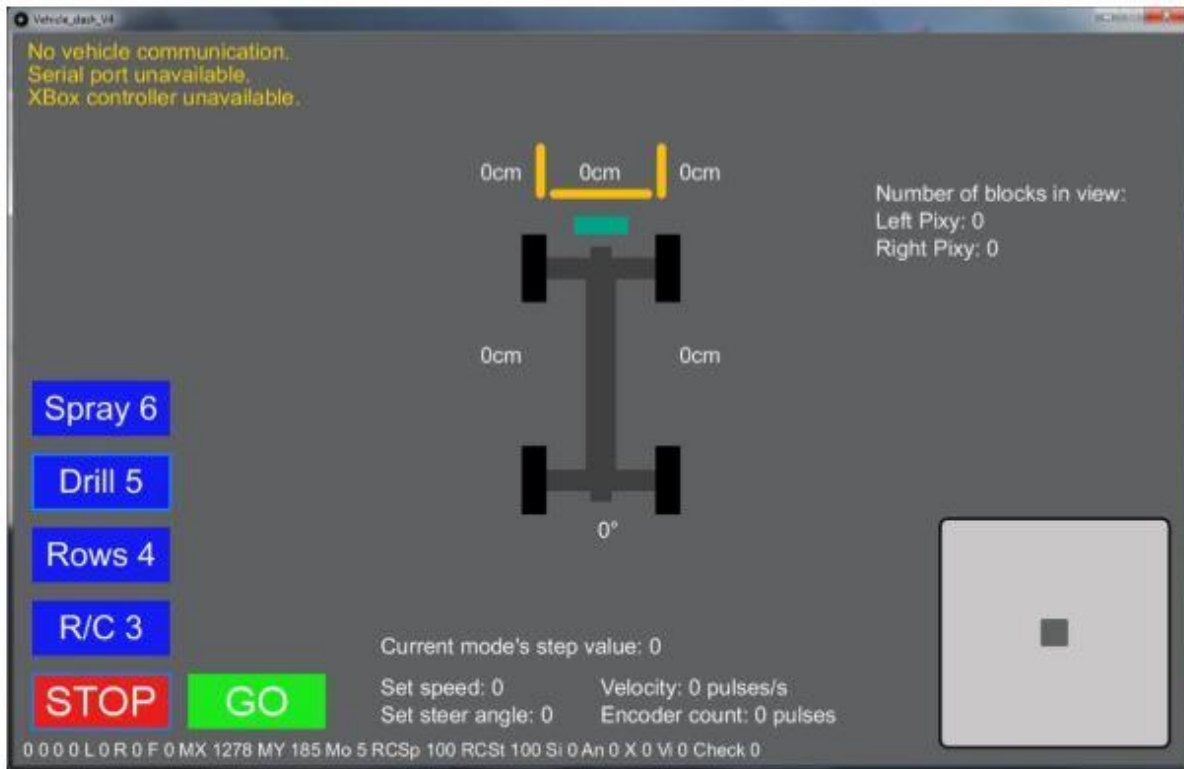 Vehicle_dash_V4
No vehicle communication.
Serial port unavailable.
XBox controller unavailable.
0cm 0cm 0cm
Number of blocks in view:
Left Pixy: 0
Right Pixy: 0
0cm 0cm
Spray 6
Drill 5
Rows 4
0°
R/C 3
Current mode's step value: 0
STOP GO
Set speed: 0 Velocity: 0 pulses/s
Set steer angle: 0 Encoder count: 0 pulses
0 0 0 0 L 0 R 0 F 0 MX 1278 MY 185 Mo 5 RCSp 100 RCSt 100 Si 0 An 0 X 0 Vl 0 Check 0